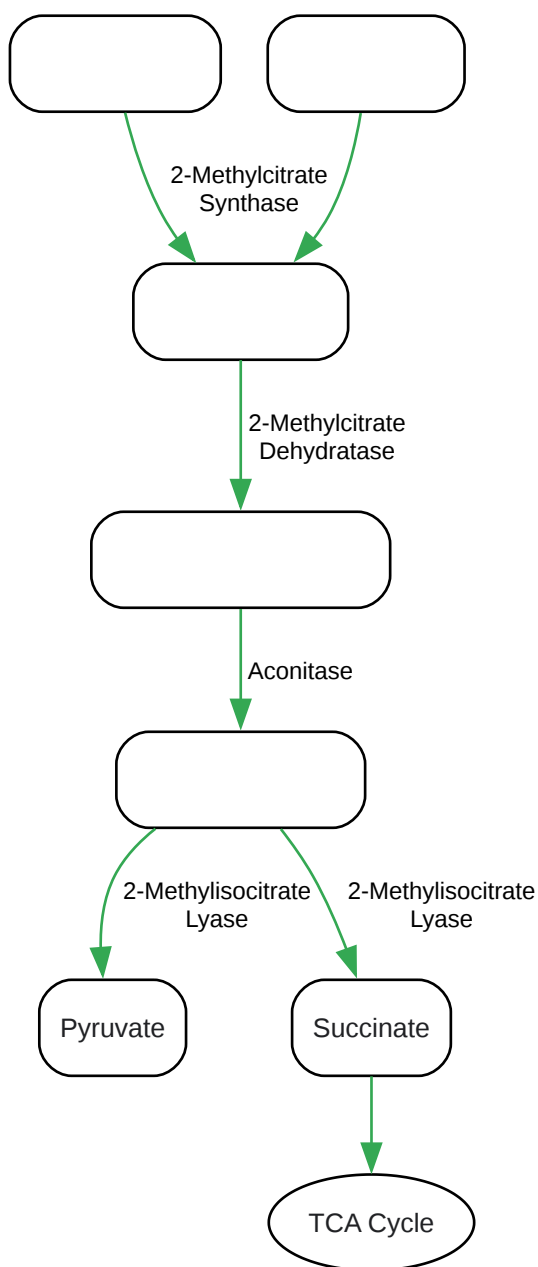 2-Methylcitrate
Synthase
2-Methylcitrate
Dehydratase
Aconitase
2-Methylisocitrate
Lyase
2-Methylisocitrate
Lyase
Pyruvate
Succinate
TCA Cycle